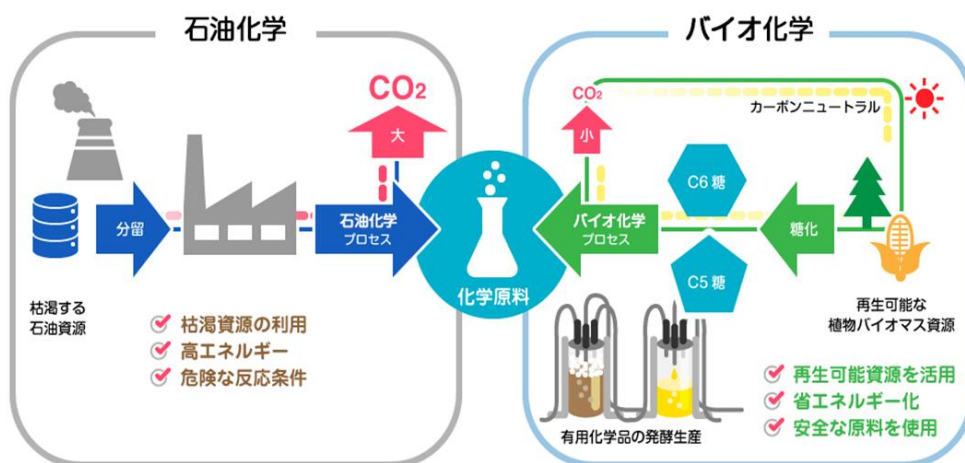 石油化学
CO2
大
分留
石油化学
プロセス
枯渇する
石油資源
枯渇資源の利用
高エネルギー
危険な反応条件
化学原料
バイオ化学
CO2
カーボンニュートラル
小
C6 糖
バイオ化学
プロセス
糖化
C5 糖
再生可能な
植物バイオマス資源
有用化学品の発酵生産
再生可能資源を活用
省エネルギー化
安全な原料を使用